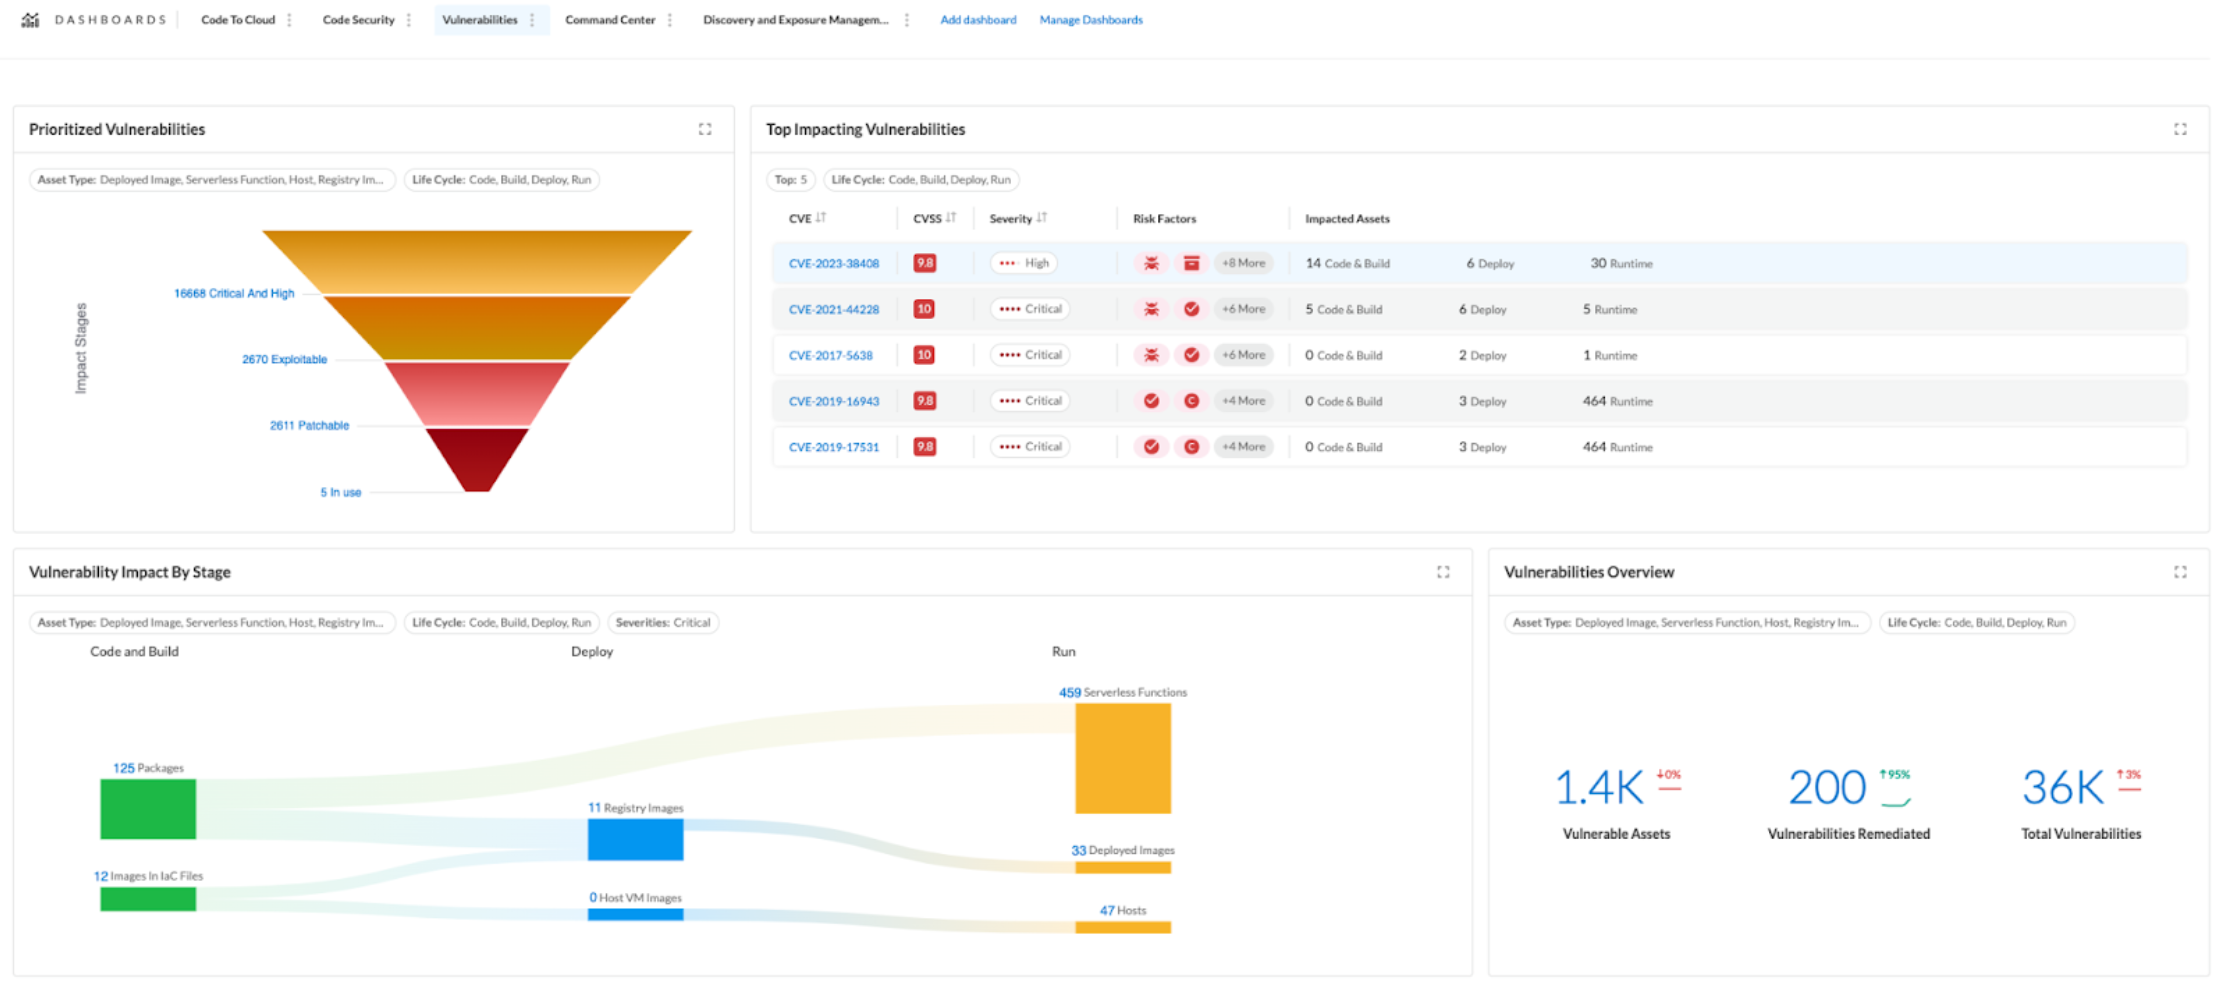 DASHBOARDS Code To Cloud Code Security Vulnerabilities Command Center Discovery and Exposure Managem... Add dashboard Manage Dashboards
Prioritized Vulnerabilities
Asset Type: Deployed Image, Serverless Function, Host, Registry Im... Life Cycle: Code, Build, Deploy, Run
Impact Stages
16668 Critical And High
2670 Exploitable
2611 Patchable
5 In use
Top Impacting Vulnerabilities
Top: 5 Life Cycle: Code, Build, Deploy, Run
CVE CVSS Severity Risk Factors Impacted Assets
CVE-2023-38408 9.8 High +8 More 14 Code & Build 6 Deploy 30 Runtime
CVE-2021-44228 10 Critical +6 More 5 Code & Build 6 Deploy 5 Runtime
CVE-2017-5638 10 Critical +6 More 0 Code & Build 2 Deploy 1 Runtime
CVE-2019-16943 9.8 Critical C +4 More 0 Code & Build 3 Deploy 464 Runtime
CVE-2019-17531 9.8 Critical C +4 More 0 Code & Build 3 Deploy 464 Runtime
Vulnerability Impact By Stage
Asset Type: Deployed Image, Serverless Function, Host, Registry Im... Life Cycle: Code, Build, Deploy, Run Severities: Critical
Code and Build Deploy Run
459 Serverless Functions
125 Packages
11 Registry Images
33 Deployed Images
12 Images In IaC Files
0 Host VM Images
47 Hosts
Vulnerabilities Overview
Asset Type: Deployed Image, Serverless Function, Host, Registry Im... Life Cycle: Code, Build, Deploy, Run
1.4K ↓0% 200 ↑95% 36K ↑3%
Vulnerable Assets Vulnerabilities Remediated Total Vulnerabilities